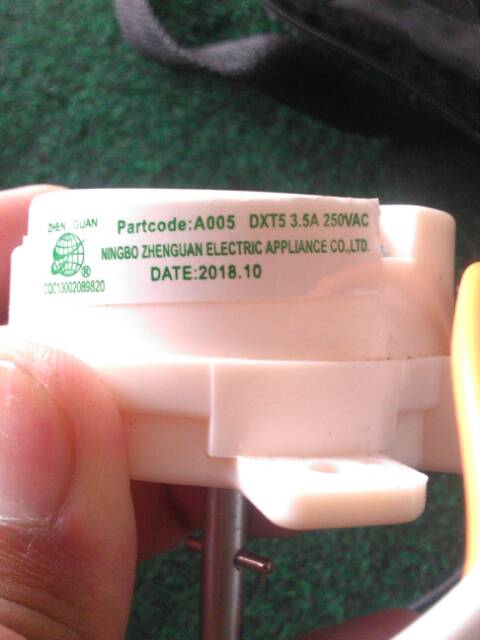 ZHEN GUAN
Partcode:A005 DXT5 3.5A 250VAC
NINGBO ZHENGUAN ELECTRIC APPLIANCE CO.,LTD.
®
DATE:2018.10
CQC13002089820